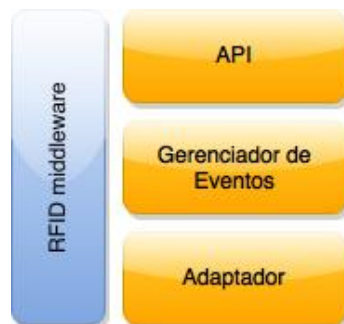 RFID middleware
API
Gerenciador de
Eventos
Adaptador